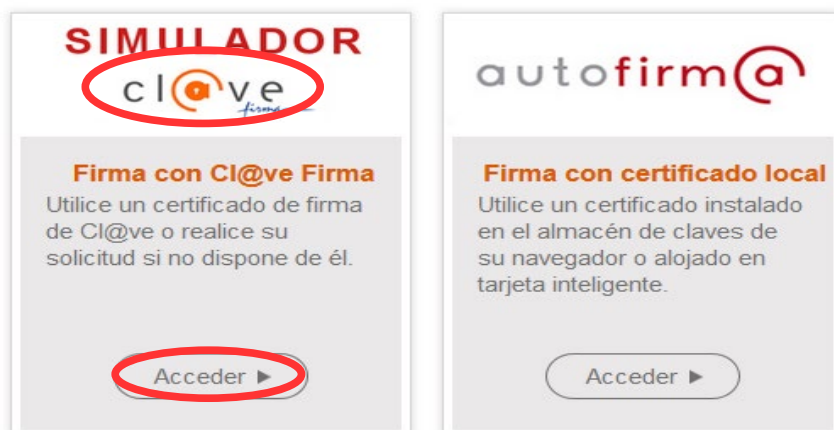 SIMULADOR
cl@ve
firma
Firma con Cl@ve Firma
Utilice un certificado de firma
de Cl@ve o realice su
solicitud si no dispone de él.
Acceder ►
autofirm@
Firma con certificado local
Utilice un certificado instalado
en el almacén de claves de
su navegador o alojado en
tarjeta inteligente.
Acceder ►